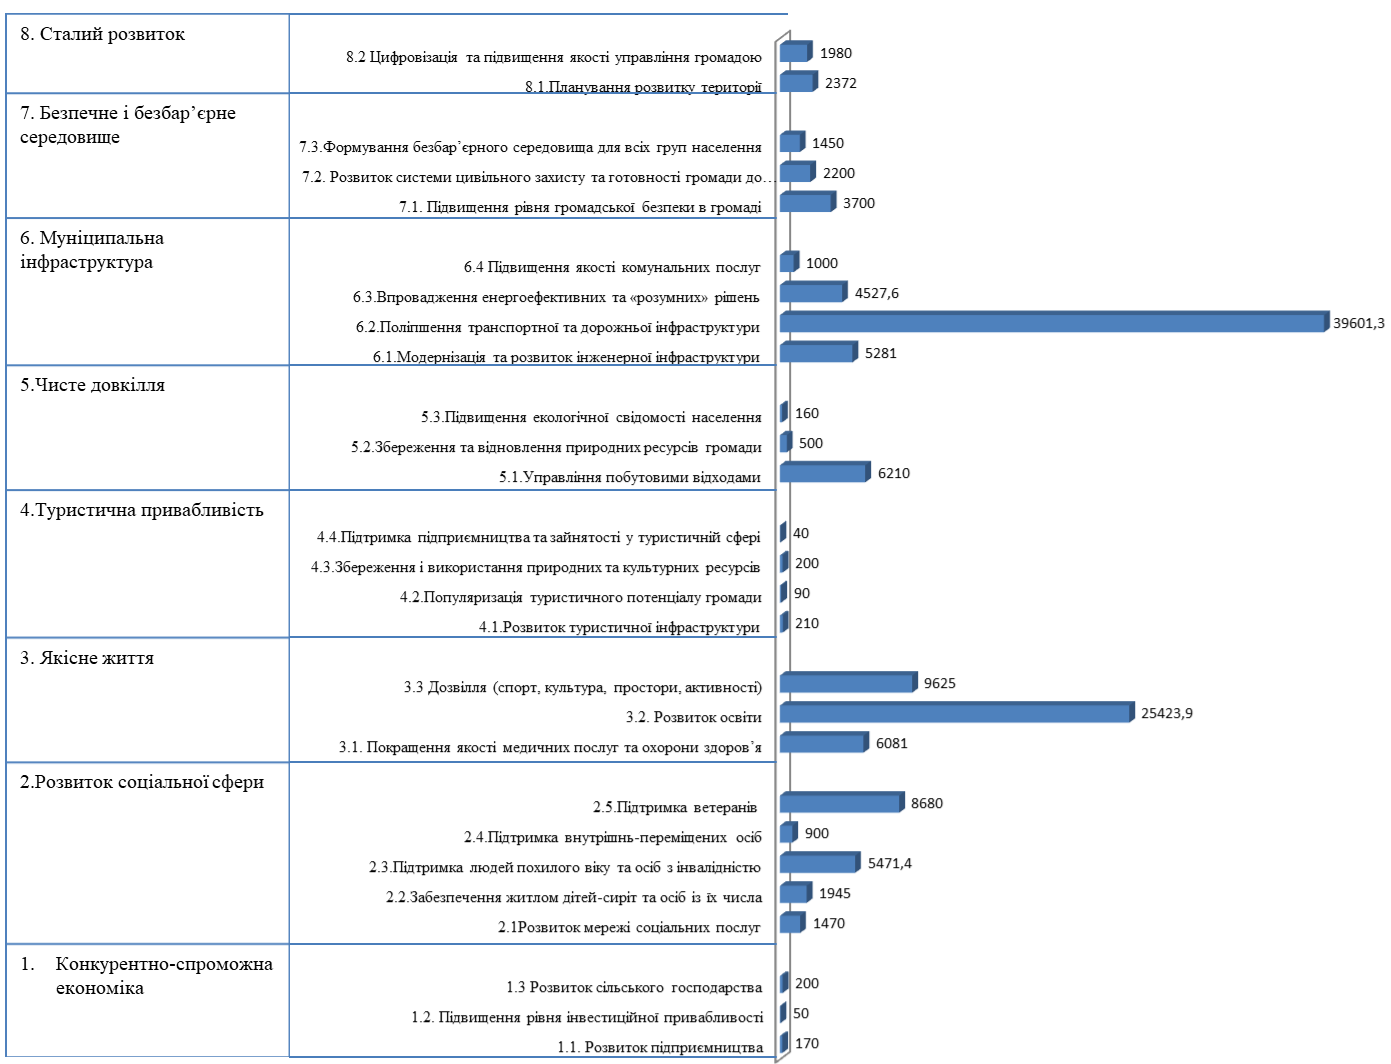 8. Сталий розвиток
8.2 Цифровізація та підвищення якості управління громадою 1980
8.1.Планування розвитку території 2372
7. Безпечне і безбар’єрне
середовище
7.3.Формування безбар’єрного середовища для всіх груп населення 1450
7.2. Розвиток системи цивільного захисту та готовності громади до… 2200
7.1. Підвищення рівня громадської безпеки в громаді 3700
6. Муніципальна
інфраструктура
6.4 Підвищення якості комунальних послуг 1000
6.3.Впровадження енергоефективних та «розумних» рішень 4527,6
6.2.Поліпшення транспортної та дорожньої інфраструктури 39601,3
6.1.Модернізація та розвиток інженерної інфраструктури 5281
5.Чисте довкілля
5.3.Підвищення екологічної свідомості населення 160
5.2.Збереження та відновлення природних ресурсів громади 500
5.1.Управління побутовими відходами 6210
4.Туристична привабливість
4.4.Підтримка підприємництва та зайнятості у туристичній сфері 40
4.3.Збереження і використання природних та культурних ресурсів 200
4.2.Популяризація туристичного потенціалу громади 90
4.1.Розвиток туристичної інфраструктури 210
3. Якісне життя
3.3 Дозвілля (спорт, культура, простори, активності) 9625
3.2. Розвиток освіти 25423,9
3.1. Покращення якості медичних послуг та охорони здоров’я 6081
2.Розвиток соціальної сфери
2.5.Підтримка ветеранів 8680
2.4.Підтримка внутрішнь-переміщених осіб 900
2.3.Підтримка людей похилого віку та осіб з інвалідністю 5471,4
2.2.Забезпечення житлом дітей-сиріт та осіб із їх числа 1945
2.1Розвиток мережі соціальних послуг 1470
1. Конкурентно-спроможна
економіка
1.3 Розвиток сільського господарства 200
1.2. Підвищення рівня інвестиційної привабливості 50
1.1. Розвиток підприємництва 170